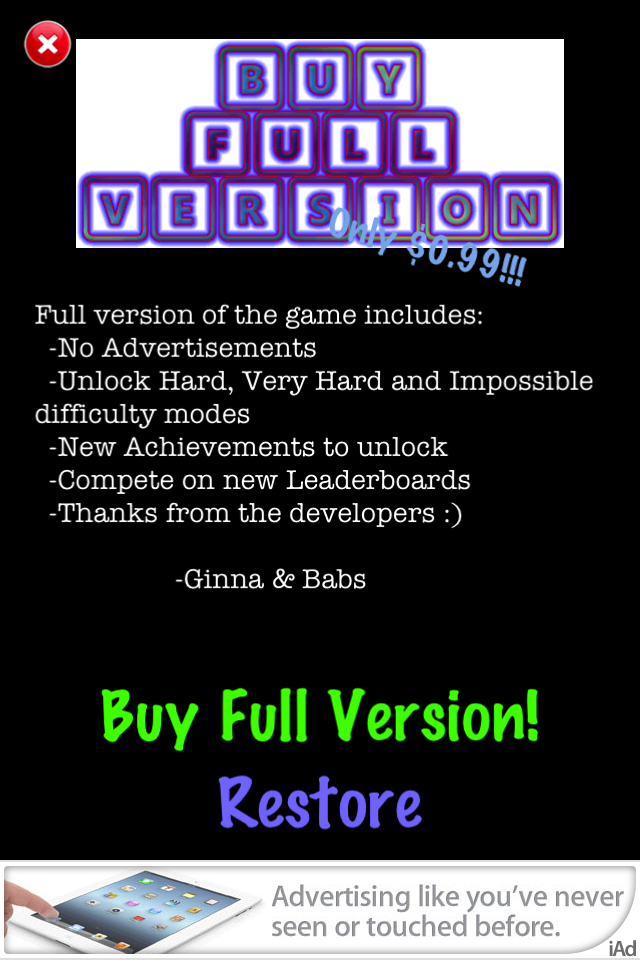 BUY
FULL
VERSION
Only $0.99!!!
Full version of the game includes:
-No Advertisements
-Unlock Hard, Very Hard and Impossible
difficulty modes
-New Achievements to unlock
-Compete on new Leaderboards
-Thanks from the developers :)
-Ginna & Babs
Buy Full Version!
Restore
Advertising like you've never
seen or touched before.
iAd